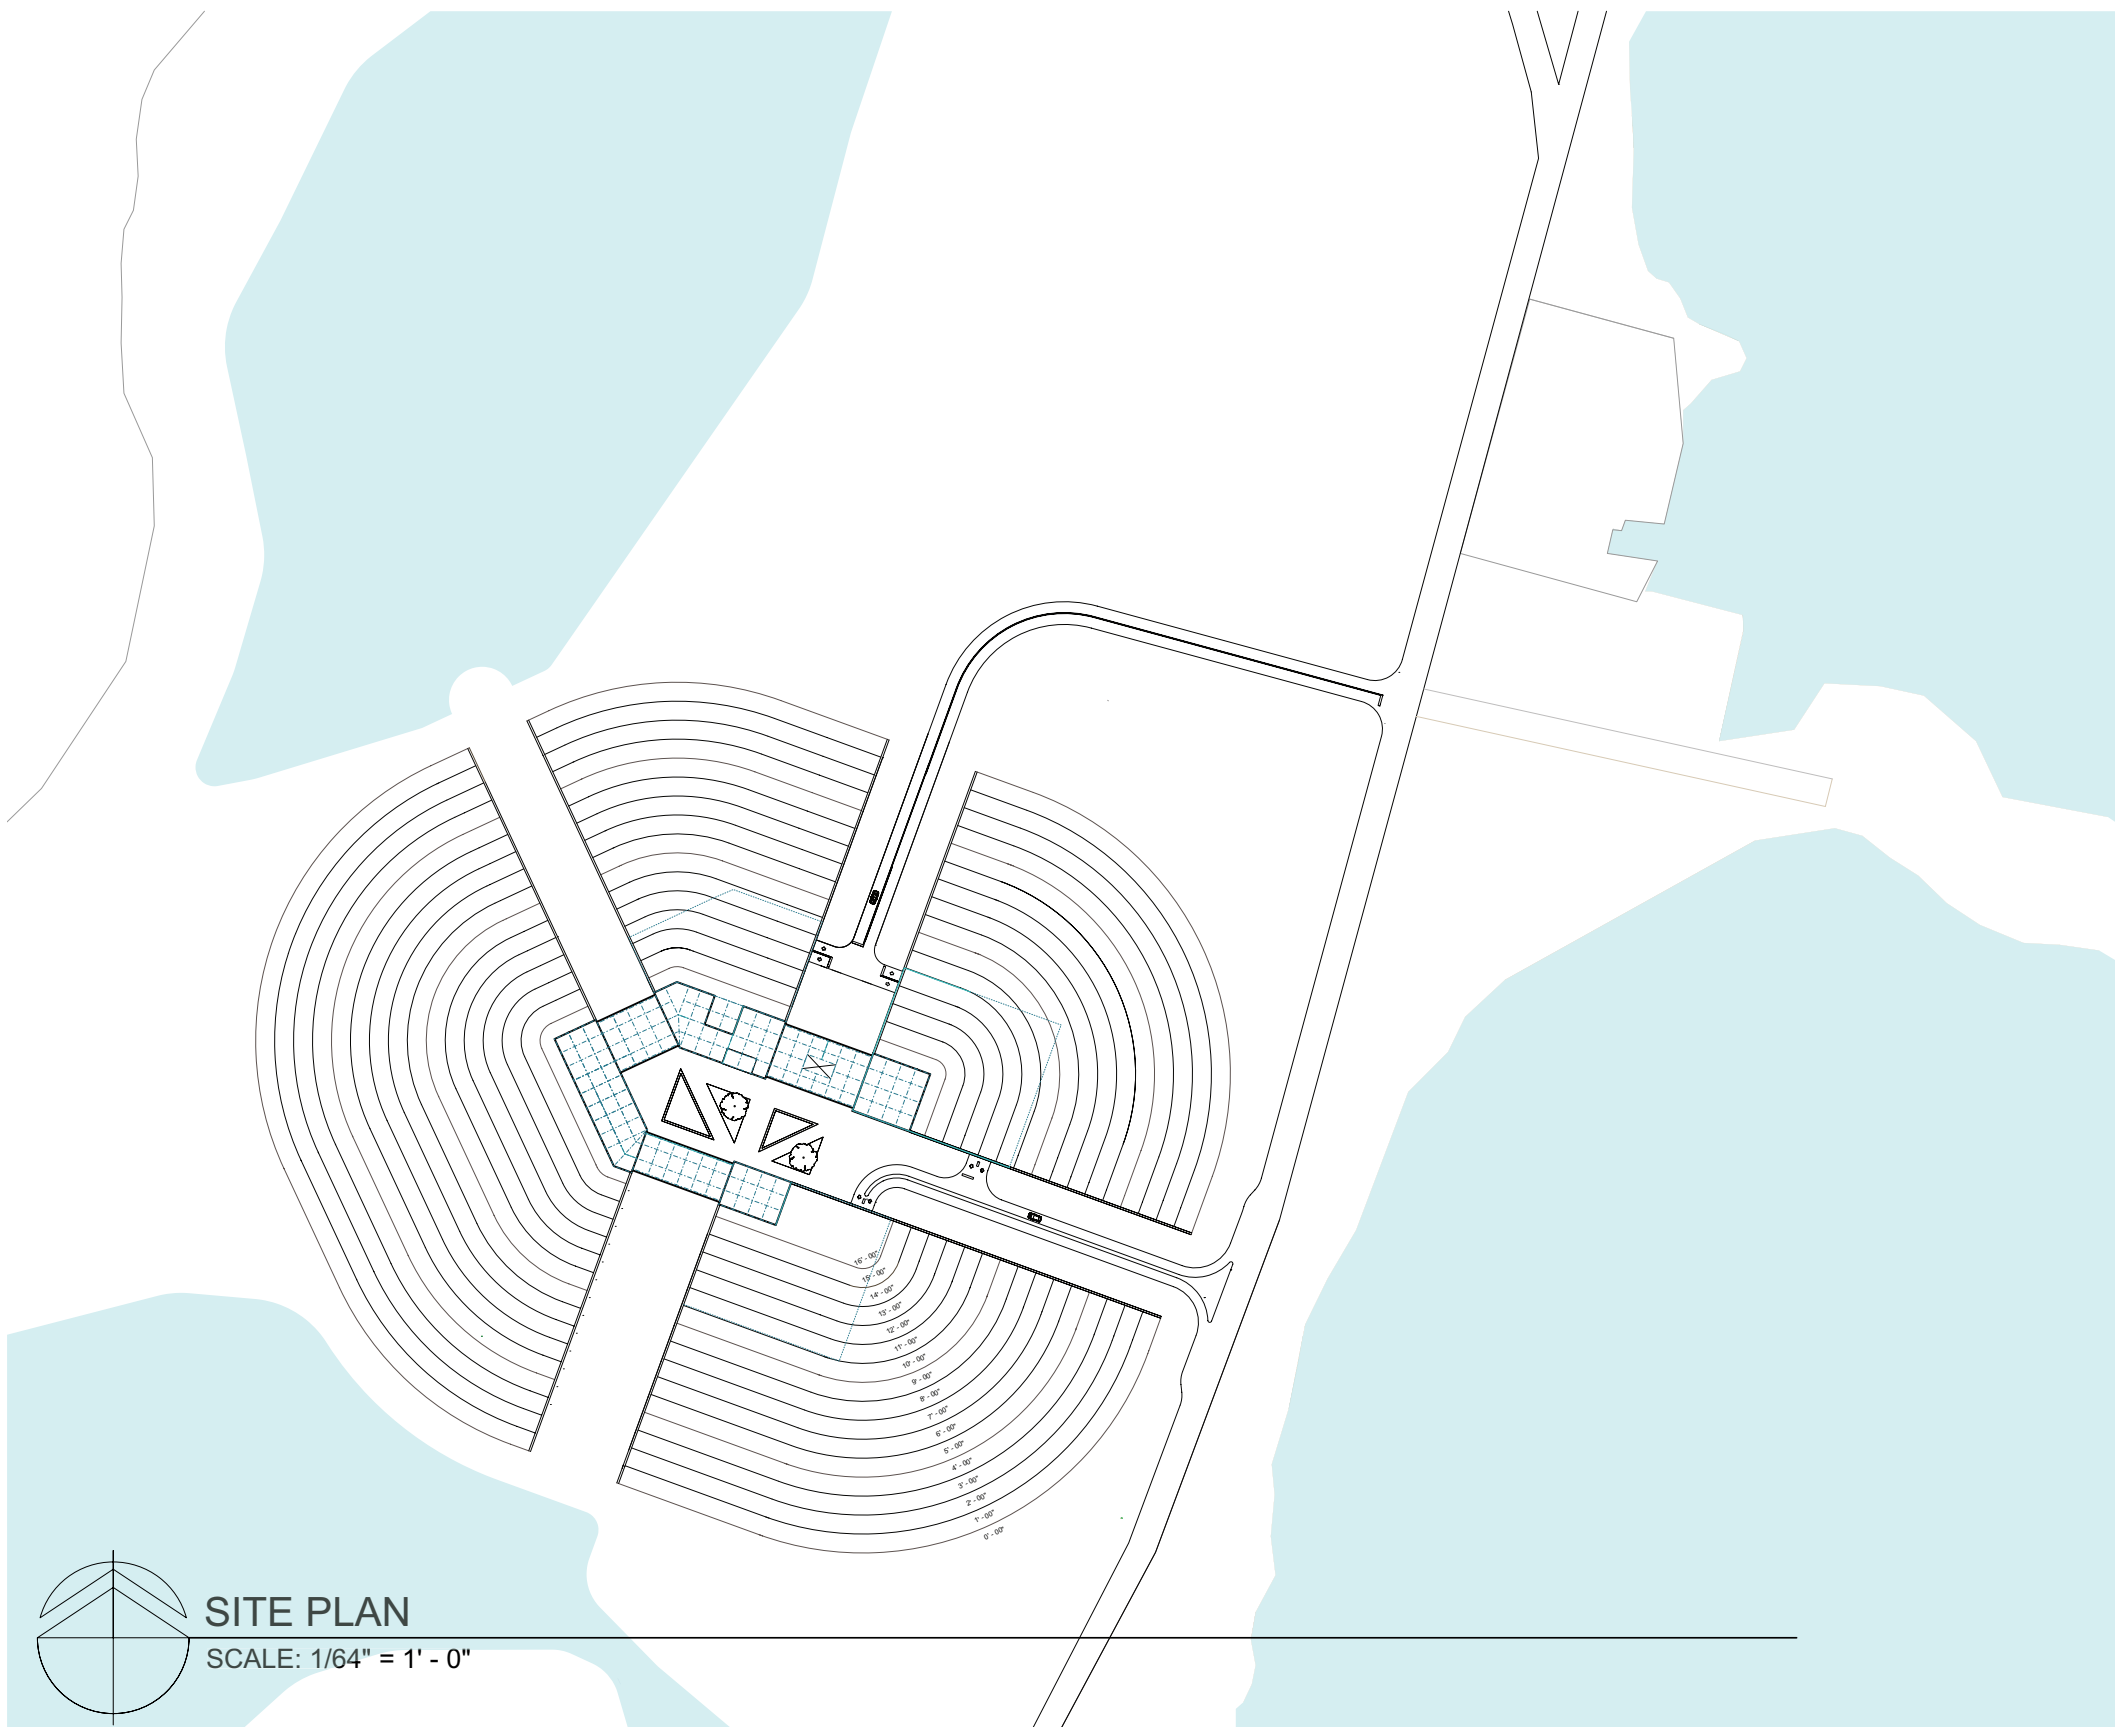 16' - 00"
15' - 00"
14' - 00"
13' - 00"
12' - 00"
11' - 00"
10' - 00"
9' - 00"
8' - 00"
7' - 00"
6' - 00"
5' - 00"
4' - 00"
3' - 00"
2' - 00"
1' - 00"
0' - 00"
SITE PLAN
SCALE: 1/64" = 1' - 0"